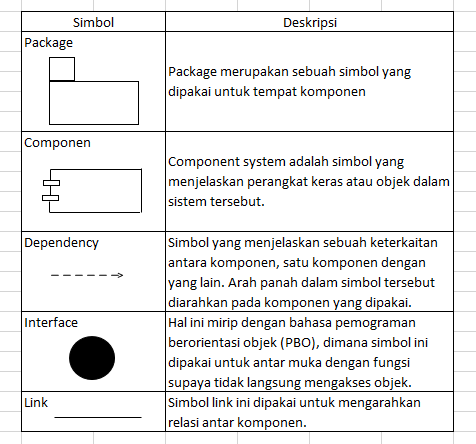 Simbol
Deskripsi
Package
Package merupakan sebuah simbol yang
dipakai untuk tempat komponen
Componen
Component system adalah simbol yang
menjelaskan perangkat keras atau objek dalam
sistem tersebut.
Dependency
Simbol yang menjelaskan sebuah keterkaitan
antara komponen, satu komponen dengan
yang lain. Arah panah dalam simbol tersebut
diarahkan pada komponen yang dipakai.
Interface
Hal ini mirip dengan bahasa pemograman
berorientasi objek (PBO), dimana simbol ini
dipakai untuk antar muka dengan fungsi
supaya tidak langsung mengakses objek.
Link
Simbol link ini dipakai untuk mengarahkan
relasi antar komponen.